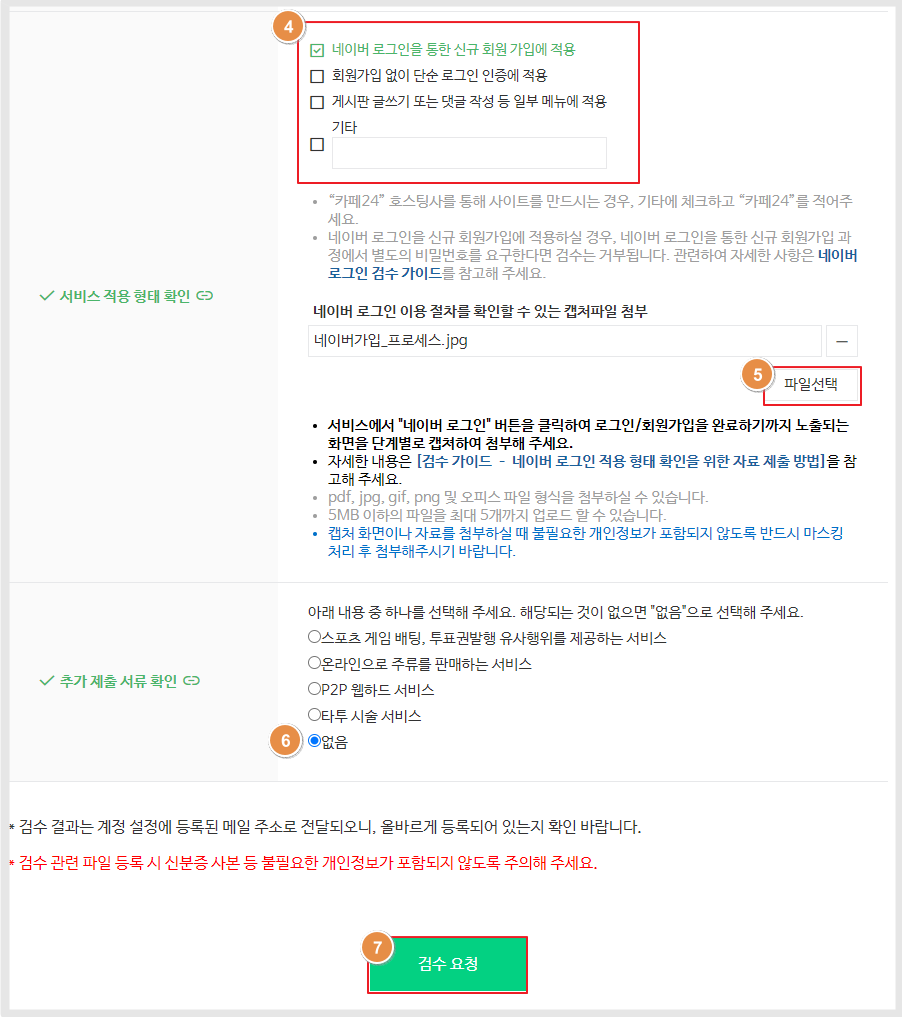 4
네이버 로그인을 통한 신규 회원 가입에 적용
회원가입 없이 단순 로그인 인증에 적용
게시판 글쓰기 또는 댓글 작성 등 일부 메뉴에 적용
기타
• “카페24” 호스팅사를 통해 사이트를 만드시는 경우, 기타에 체크하고 “카페24”를 적어주
세요.
• 네이버 로그인을 신규 회원가입에 적용하실 경우, 네이버 로그인을 통한 신규 회원가입 과
정에서 별도의 비밀번호를 요구한다면 검수는 거부됩니다. 관련하여 자세한 사항은 네이버
로그인 검수 가이드를 참고해 주세요.
서비스 적용 형태 확인
네이버 로그인 이용 절차를 확인할 수 있는 캡처파일 첨부
네이버가입_프로세스.jpg
5
파일선택
• 서비스에서 "네이버 로그인" 버튼을 클릭하여 로그인/회원가입을 완료하기까지 노출되는
화면을 단계별로 캡쳐하여 첨부해 주세요.
• 자세한 내용은 [검수 가이드 - 네이버 로그인 적용 형태 확인을 위한 자료 제출 방법]을 참
고해 주세요.
• pdf, jpg, gif, png 및 오피스 파일 형식을 첨부하실 수 있습니다.
• 5MB 이하의 파일을 최대 5개까지 업로드 할 수 있습니다.
• 캡처 화면이나 자료를 첨부하실 때 불필요한 개인정보가 포함되지 않도록 반드시 마스킹
처리 후 첨부해주시기 바랍니다.
아래 내용 중 하나를 선택해 주세요. 해당되는 것이 없으면 "없음"으로 선택해 주세요.
스포츠 게임 배팅, 투표권발행 유사행위를 제공하는 서비스
온라인으로 주류를 판매하는 서비스
추가 제출 서류 확인
P2P 웹하드 서비스
타투 시술 서비스
6
없음
* 검수 결과는 계정 설정에 등록된 메일 주소로 전달되오니, 올바르게 등록되어 있는지 확인 바랍니다.
* 검수 관련 파일 등록 시 신분증 사본 등 불필요한 개인정보가 포함되지 않도록 주의해 주세요.
7
검수 요청